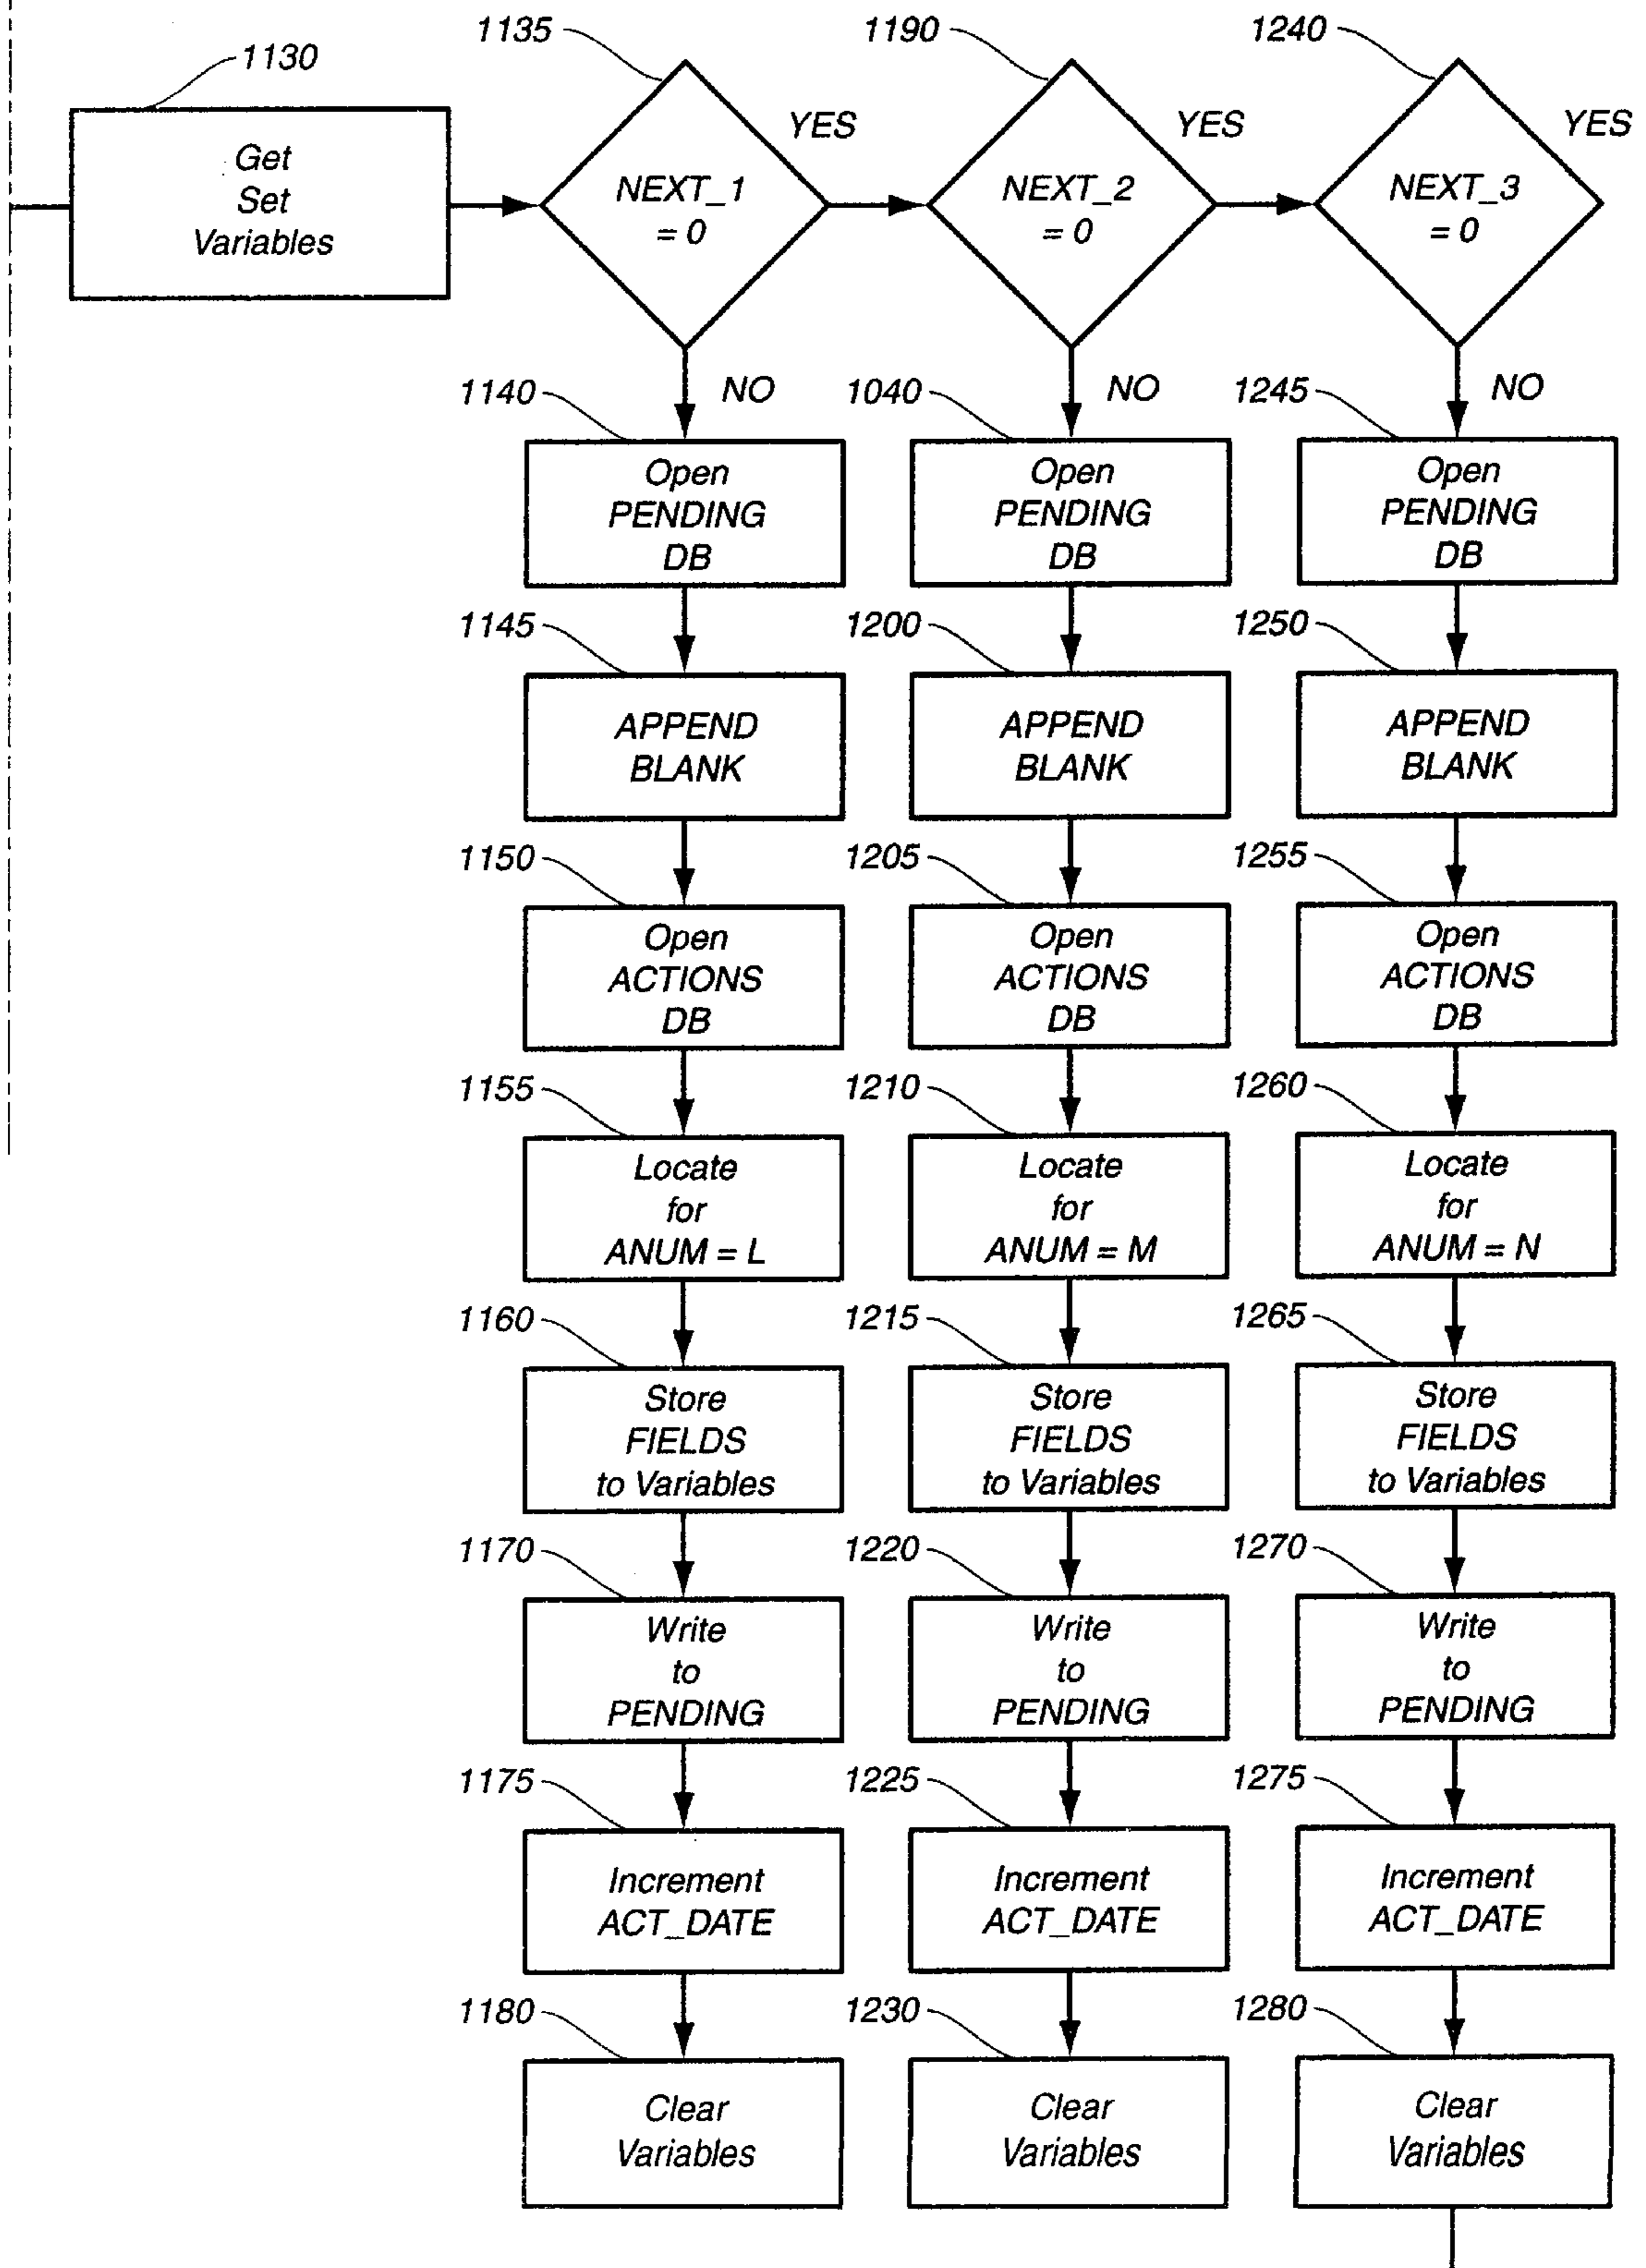 1130
Get
Set
Variables
1135
NEXT_1
= 0
YES
1190
NEXT_2
= 0
YES
1240
NEXT_3
= 0
YES
NO
NO
NO
1140
Open
PENDING
DB
1040
Open
PENDING
DB
1245
Open
PENDING
DB
1145
APPEND
BLANK
1200
APPEND
BLANK
1250
APPEND
BLANK
1150
Open
ACTIONS
DB
1205
Open
ACTIONS
DB
1255
Open
ACTIONS
DB
1155
Locate
for
ANUM = L
1210
Locate
for
ANUM = M
1260
Locate
for
ANUM = N
1160
Store
FIELDS
to Variables
1215
Store
FIELDS
to Variables
1265
Store
FIELDS
to Variables
1170
Write
to
PENDING
1220
Write
to
PENDING
1270
Write
to
PENDING
1175
Increment
ACT_DATE
1225
Increment
ACT_DATE
1275
Increment
ACT_DATE
1180
Clear
Variables
1230
Clear
Variables
1280
Clear
Variables